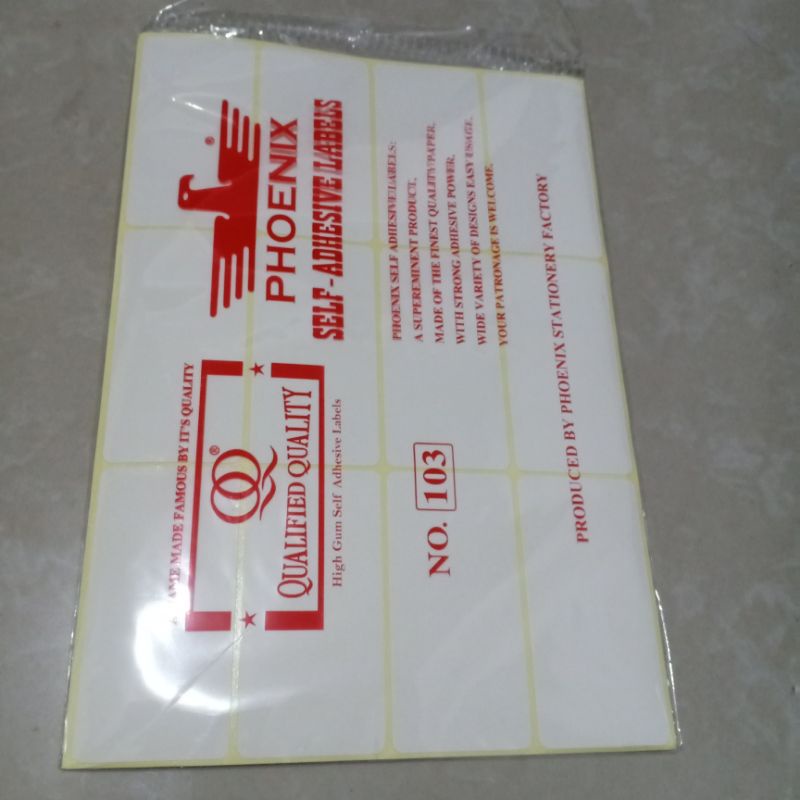 A NAME MADE FAMOUS BY IT'S QUALITY
®
QUALIFIED QUALITY
High Gum Self Adhesive Labels
®
PHOENIX
SELF-ADHESIVE LABELS
NO. 103
PHOENIX SELF ADHESIVE LABELS:
A SUPEREMINENT PRODUCT,
MADE OF THE FINEST QUALITY PAPER,
WITH STRONG ADHESIVE POWER,
WIDE VARIETY OF DESIGNS EASY USAGE,
YOUR PATRONAGE IS WELCOME.
PRODUCED BY PHOENIX STATIONERY FACTORY